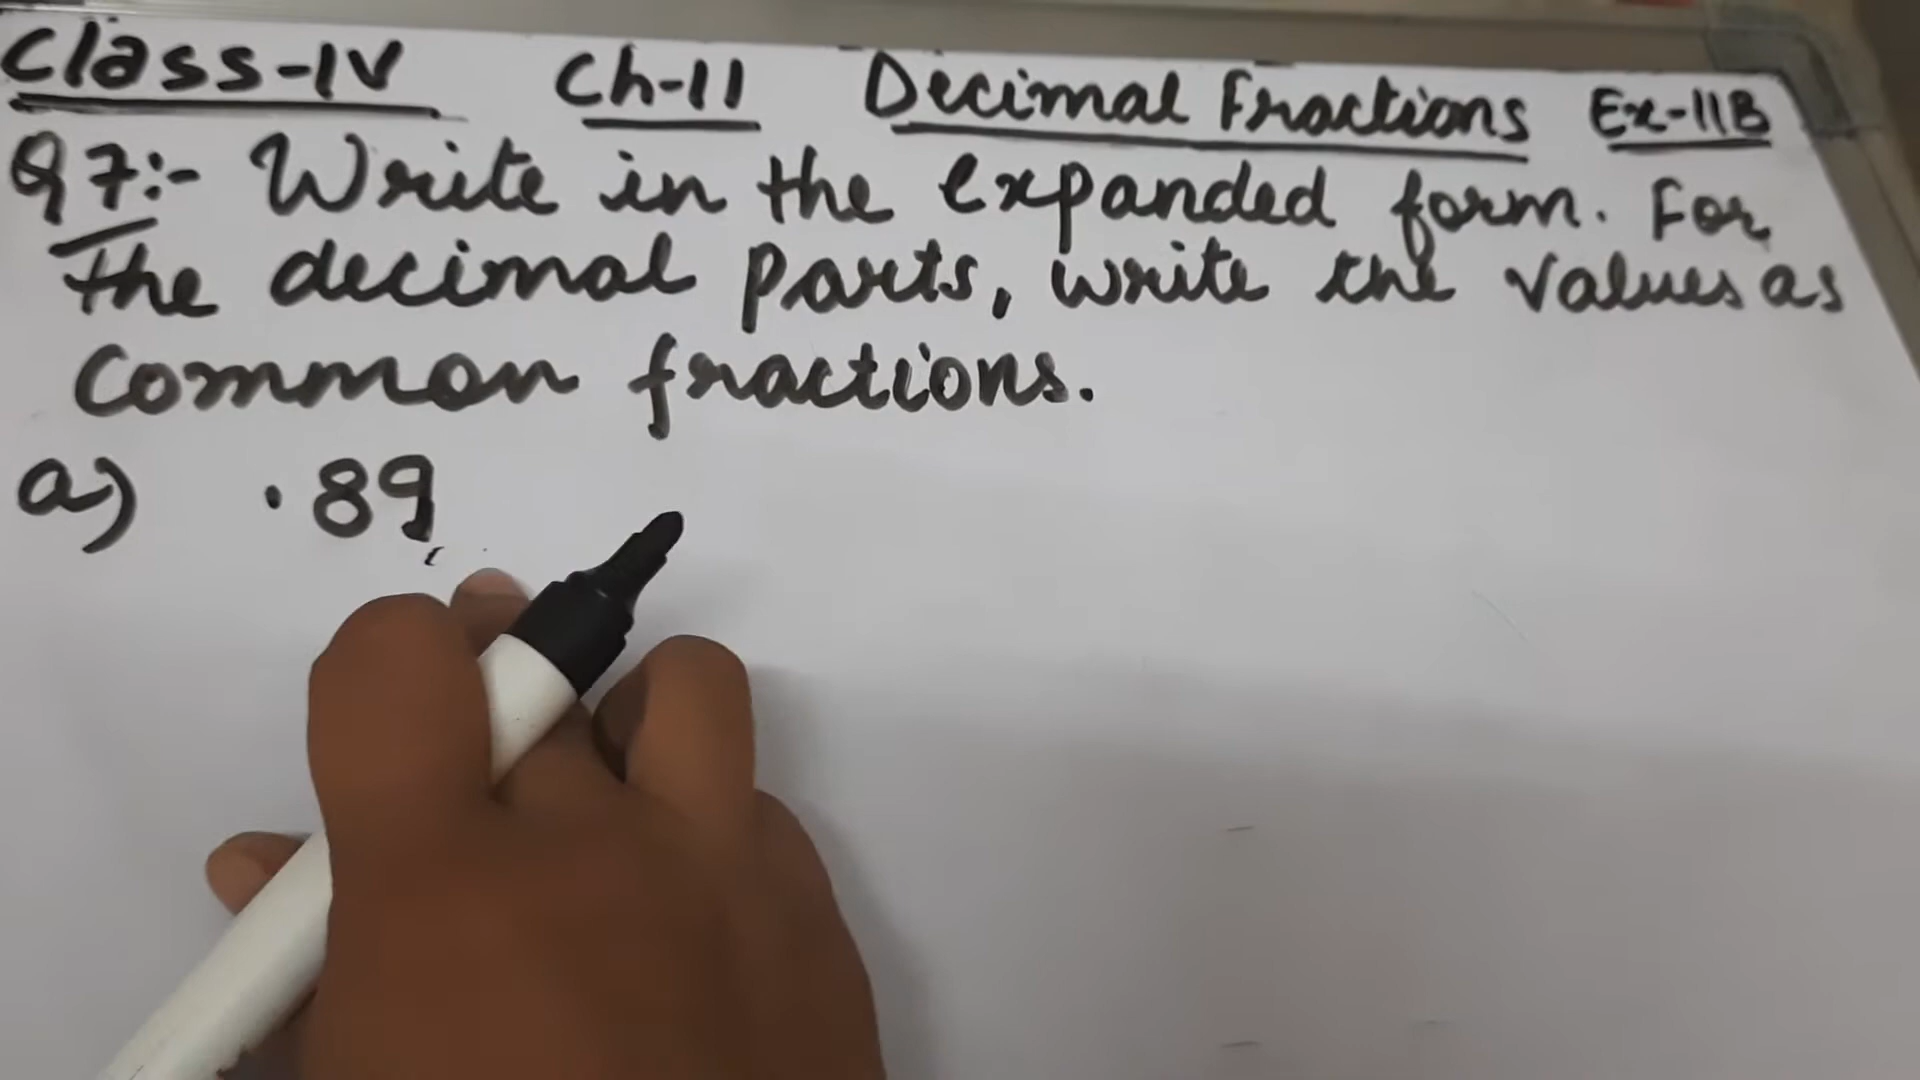 Class-IV Ch-11 Decimal Fractions Ex-11B
Q7:- Write in the expanded form. For
the decimal parts, write the values as
Common fractions.
a) .89